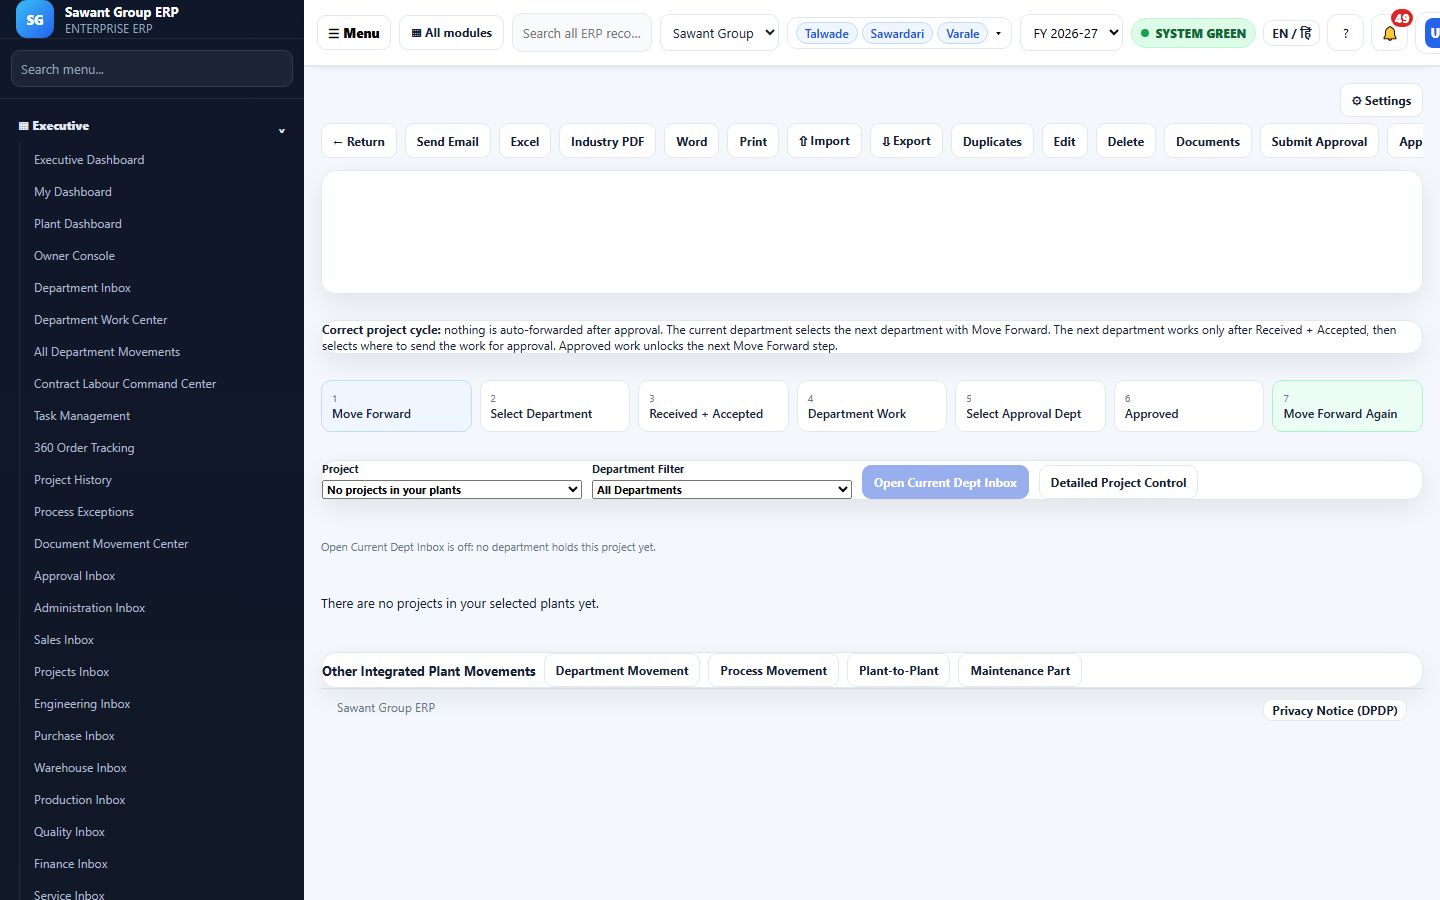 SG
Sawant Group ERP
ENTERPRISE ERP
Search menu...
Executive
Executive Dashboard
My Dashboard
Plant Dashboard
Owner Console
Department Inbox
Department Work Center
All Department Movements
Contract Labour Command Center
Task Management
360 Order Tracking
Project History
Process Exceptions
Document Movement Center
Approval Inbox
Administration Inbox
Sales Inbox
Projects Inbox
Engineering Inbox
Purchase Inbox
Warehouse Inbox
Production Inbox
Quality Inbox
Finance Inbox
Service Inbox
☰ Menu
All modules
Search all ERP reco...
Sawant Group
Talwade
Sawardari
Varale
FY 2026-27
SYSTEM GREEN
EN / हिं
?
49
U
Settings
← Return
Send Email
Excel
Industry PDF
Word
Print
⇧ Import
⇩ Export
Duplicates
Edit
Delete
Documents
Submit Approval
App
Correct project cycle: nothing is auto-forwarded after approval. The current department selects the next department with Move Forward. The next department works only after Received + Accepted, then
selects where to send the work for approval. Approved work unlocks the next Move Forward step.
1
Move Forward
2
Select Department
3
Received + Accepted
4
Department Work
5
Select Approval Dept
6
Approved
7
Move Forward Again
Project
No projects in your plants
Department Filter
All Departments
Open Current Dept Inbox
Detailed Project Control
Open Current Dept Inbox is off: no department holds this project yet.
There are no projects in your selected plants yet.
Other Integrated Plant Movements
Department Movement
Process Movement
Plant-to-Plant
Maintenance Part
Sawant Group ERP
Privacy Notice (DPDP)